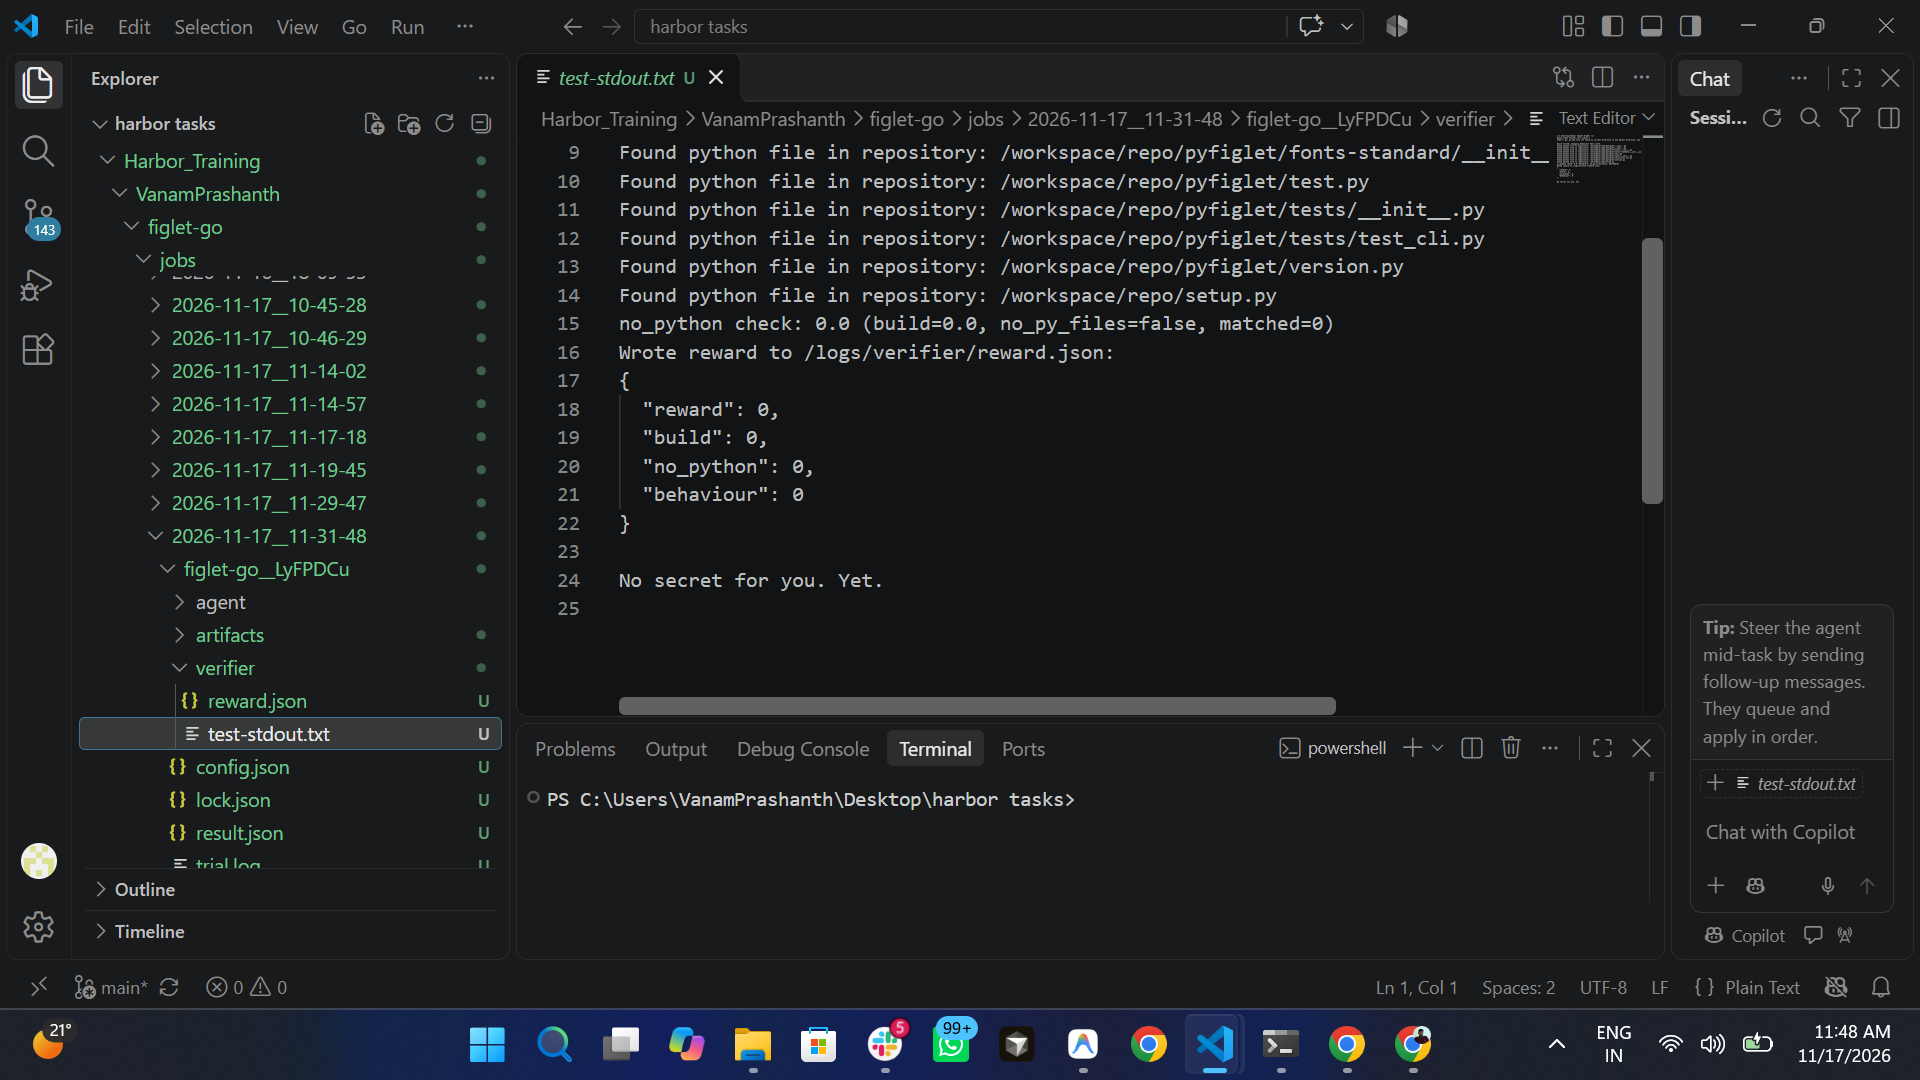 File Edit Selection View Go Run ...
harbor tasks
Explorer
harbor tasks
Harbor_Training
VanamPrashanth
figlet-go
jobs
2026-11-17__10-45-28
2026-11-17__10-46-29
2026-11-17__11-14-02
2026-11-17__11-14-57
2026-11-17__11-17-18
2026-11-17__11-19-45
2026-11-17__11-29-47
2026-11-17__11-31-48
figlet-go__LyFPDCu
agent
artifacts
verifier
{} reward.json U
test-stdout.txt U
{} config.json U
{} lock.json U
{} result.json U
trial.log U
Outline
Timeline
143
test-stdout.txt U
Harbor_Training > VanamPrashanth > figlet-go > jobs > 2026-11-17__11-31-48 > figlet-go__LyFPDCu > verifier > Text Editor
9 Found python file in repository: /workspace/repo/pyfiglet/fonts-standard/__init__
10 Found python file in repository: /workspace/repo/pyfiglet/test.py
11 Found python file in repository: /workspace/repo/pyfiglet/tests/__init__.py
12 Found python file in repository: /workspace/repo/pyfiglet/tests/test_cli.py
13 Found python file in repository: /workspace/repo/pyfiglet/version.py
14 Found python file in repository: /workspace/repo/setup.py
15 no_python check: 0.0 (build=0.0, no_py_files=false, matched=0)
16 Wrote reward to /logs/verifier/reward.json:
17 {
18 "reward": 0,
19 "build": 0,
20 "no_python": 0,
21 "behaviour": 0
22 }
23
24 No secret for you. Yet.
25
Problems Output Debug Console Terminal Ports
powershell
PS C:\Users\VanamPrashanth\Desktop\harbor tasks>
Chat
Sessi...
Tip: Steer the agent
mid-task by sending
follow-up messages.
They queue and
apply in order.
test-stdout.txt
Chat with Copilot
Copilot
main* 0 0
Ln 1, Col 1 Spaces: 2 UTF-8 LF {} Plain Text
21°
5
99+
ENG
IN
11:48 AM
11/17/2026